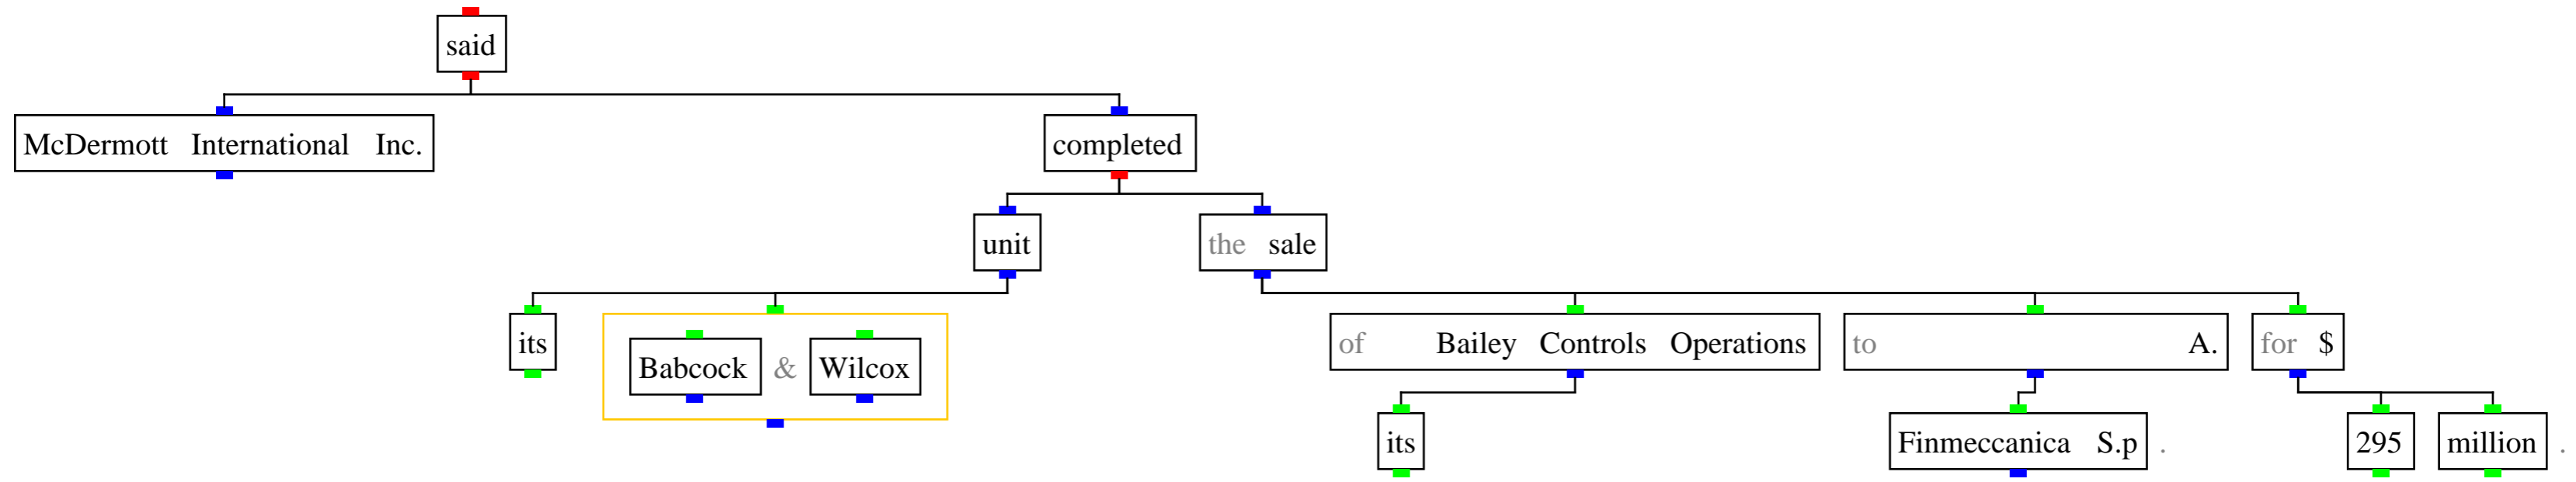 said
McDermott International Inc.
completed
unit
the sale
its
Babcock & Wilcox
of Bailey Controls Operations
to A.
for $
its
Finmeccanica S.p .
295
million .